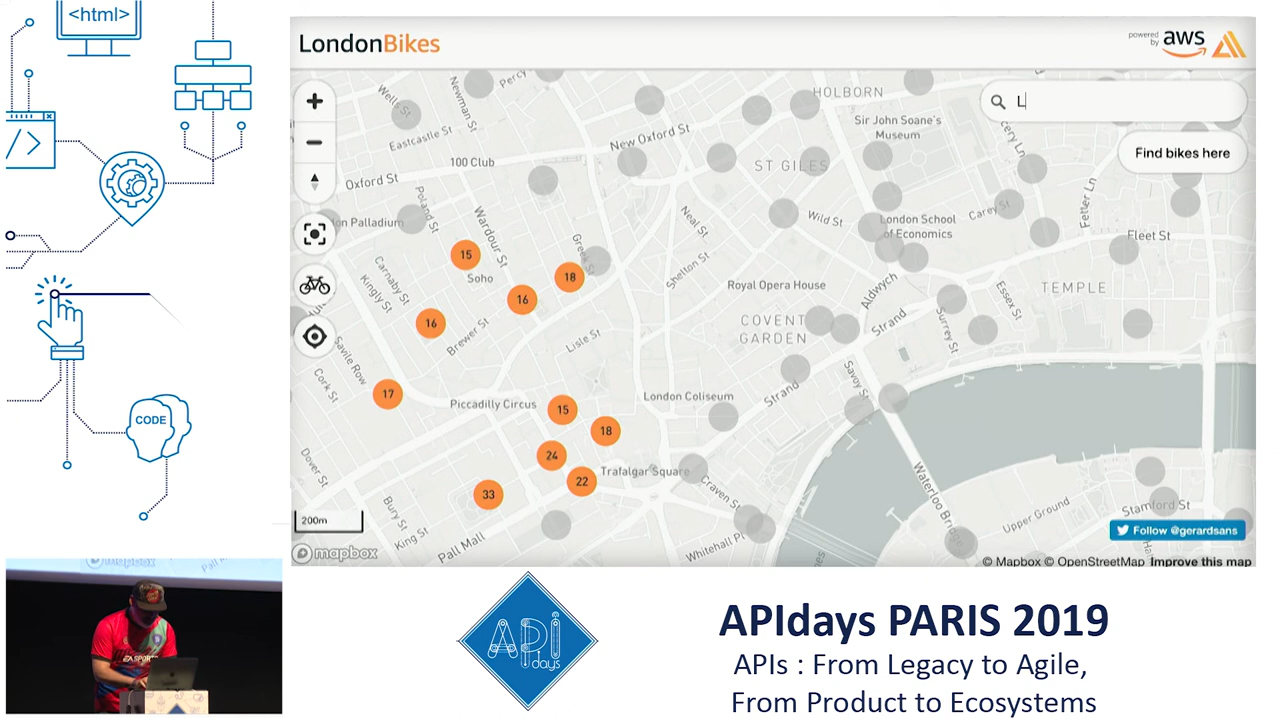 <html>
</>
CODE
LondonBikes
powered by aws
L
Find bikes here
Wells St
Newman St
Percy
Eastcastle St
100 Club
Oxford St
New Oxford St
HOLBORN
Sir John Soane's
Museum
ST GILES
Poland St
Wardour St
Neal St
Wild St
London School
of Economics
Carey St
Fetter Ln
Fleet St
15
Soho
18
16
16
Carnaby St
Kingly St
Brewer St
Lisle St
Shelton St
Royal Opera House
Aldwych
Strand
COVENT
GARDEN
Surrey St
Essex St
TEMPLE
Savile Row
Cork St
17
Piccadilly Circus
15
18
24
22
33
London Coliseum
Strand
Savoy St
Trafalgar Square
Craven St
Dover St
Bury St
King St
Pall Mall
Whitehall Pl
Waterloo Bridge
Upper Ground
Stamford St
200m
mapbox
Follow @gerardsans
© Mapbox © OpenStreetMap Improve this map
EA SPORTS
API
days
APIdays PARIS 2019
APIs : From Legacy to Agile,
From Product to Ecosystems